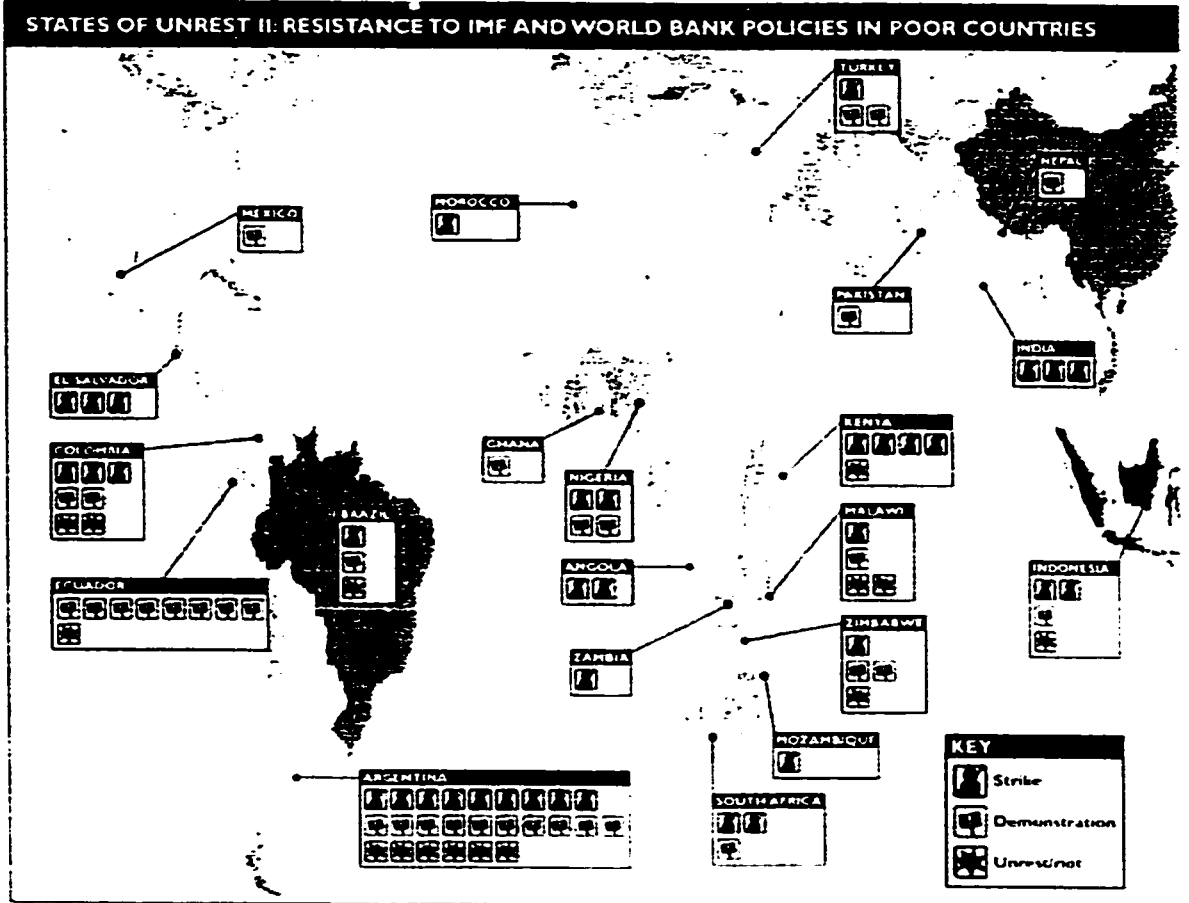 STATES OF UNREST II: RESISTANCE TO IMF AND WORLD BANK POLICIES IN POOR COUNTRIES
TURKEY
NEPAL
MOROCCO
MEXICO
PAKISTAN
INDIA
EL SALVADOR
KENYA
COLOMBIA
GHANA
NIGERIA
MALAWI
BRAZIL
ANGOLA
INDONESIA
ECUADOR
ZIMBABWE
ZAMBIA
MOZAMBIQUE
KEY
ARGENTINA
Strike
SOUTH AFRICA
Demonstration
Unrest/riot